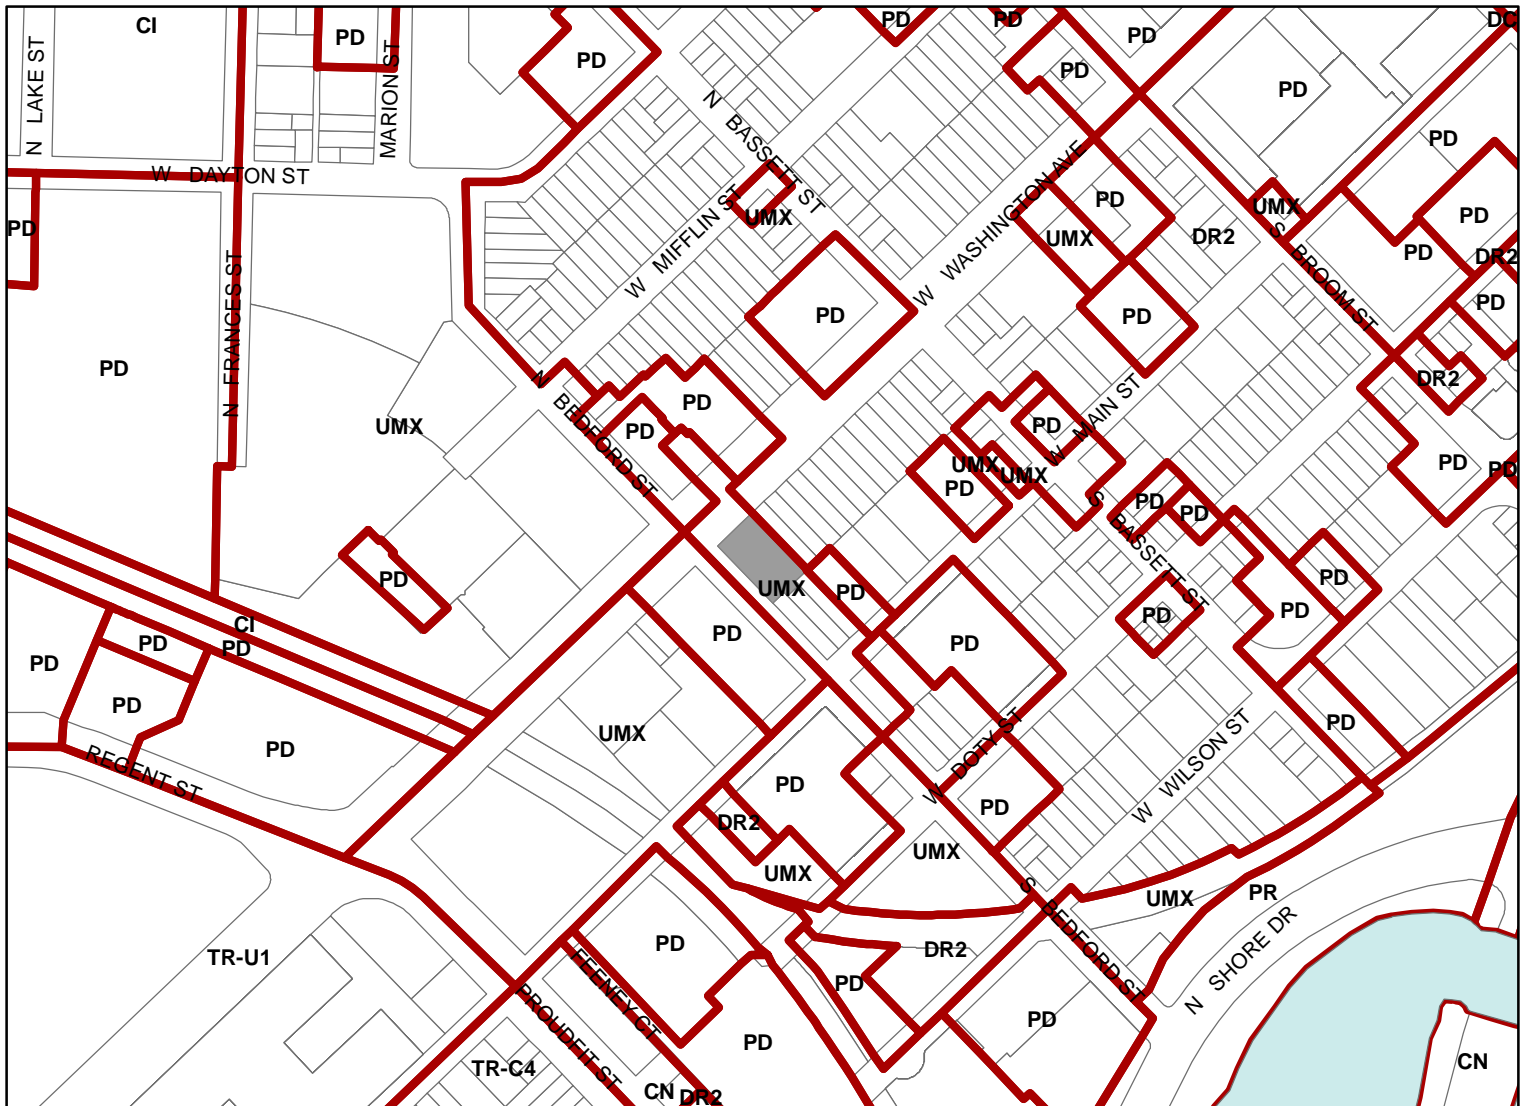 CI
PD
PD
PD
PD
DC
PD
PD
PD
PD
N LAKE ST
MARION ST
N BASSETT ST
W DAYTON ST
W MIFFLIN ST
UMX
W WASHINGTON AVE
PD
UMX
DR2
UMX
PD
PD
DR2
PD
S BROOM ST
PD
PD
N FRANCES ST
PD
PD
UMX
N BEDFORD ST
PD
PD
PD
W MAIN ST
DR2
UMX
UMX
PD
PD
PD
PD
PD
S BASSETT ST
PD
UMX
PD
PD
PD
PD
CI
PD
PD
PD
PD
PD
PD
PD
UMX
PD
PD
REGENT ST
W DOTY ST
W WILSON ST
PD
PD
DR2
UMX
UMX
S BEDFORD ST
UMX
PR
N SHORE DR
TR-U1
PD
DR2
PD
FEENEY CT
PROUDFIT ST
PD
PD
TR-C4
CN
DR2
CN